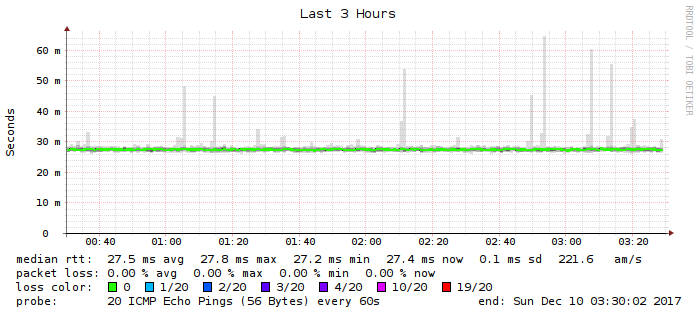 Last 3 Hours
RRDTOOL / TOBI OETIKER
Seconds
60 m
50 m
40 m
30 m
20 m
10 m
0
00:40 01:00 01:20 01:40 02:00 02:20 02:40 03:00 03:20
median rtt: 27.5 ms avg 27.8 ms max 27.2 ms min 27.4 ms now 0.1 ms sd 221.6 am/s
packet loss: 0.00 % avg 0.00 % max 0.00 % min 0.00 % now
loss color: 0 1/20 2/20 3/20 4/20 10/20 19/20
probe: 20 ICMP Echo Pings (56 Bytes) every 60s end: Sun Dec 10 03:30:02 2017